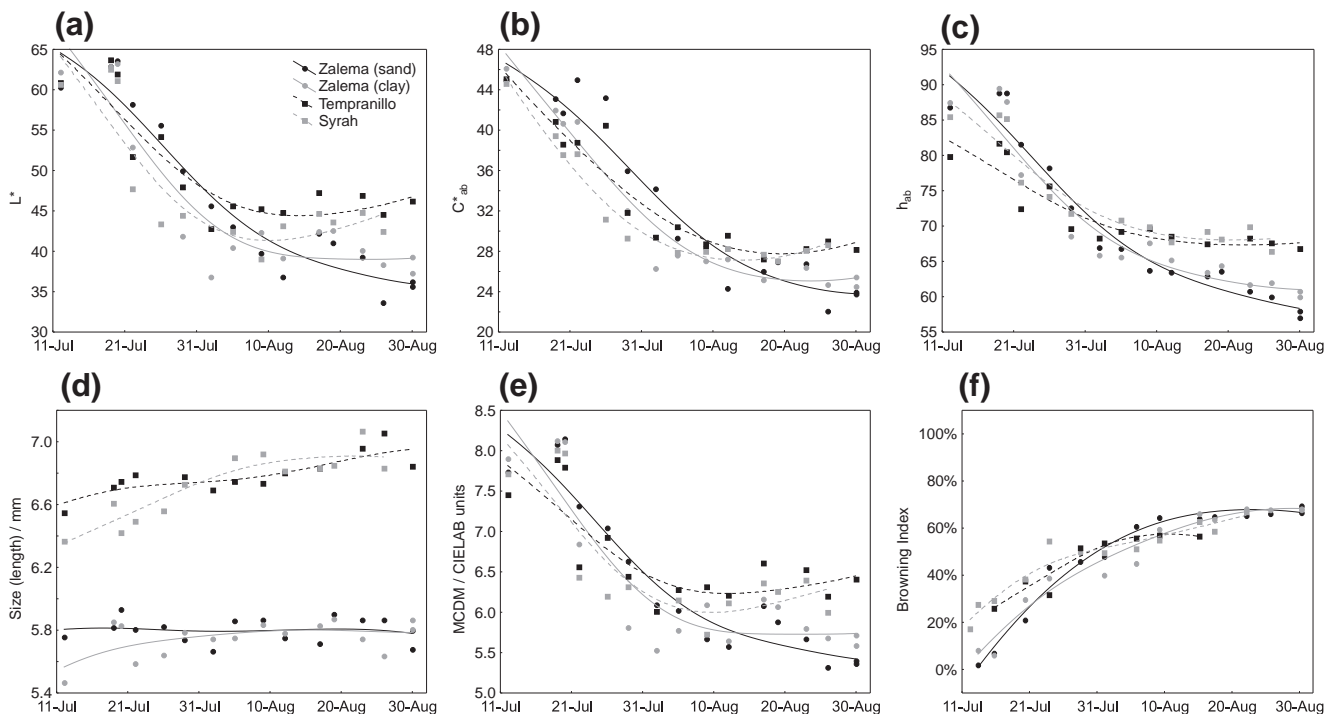 (a)
(b)
(c)
65
60
55
50
45
40
35
30
L*
11-Jul 21-Jul 31-Jul 10-Aug 20-Aug 30-Aug
Zalema (sand)
Zalema (clay)
Tempranillo
Syrah
48
44
40
36
32
28
24
20
C*ab
11-Jul 21-Jul 31-Jul 10-Aug 20-Aug 30-Aug
95
90
85
80
75
70
65
60
55
hab
11-Jul 21-Jul 31-Jul 10-Aug 20-Aug 30-Aug
(d)
(e)
(f)
7.0
6.6
6.2
5.8
5.4
Size (length) / mm
11-Jul 21-Jul 31-Jul 10-Aug 20-Aug 30-Aug
8.5
8.0
7.5
7.0
6.5
6.0
5.5
5.0
MCDM / CIELAB units
11-Jul 21-Jul 31-Jul 10-Aug 20-Aug 30-Aug
100%
80%
60%
40%
20%
0%
Browning Index
11-Jul 21-Jul 31-Jul 10-Aug 20-Aug 30-Aug